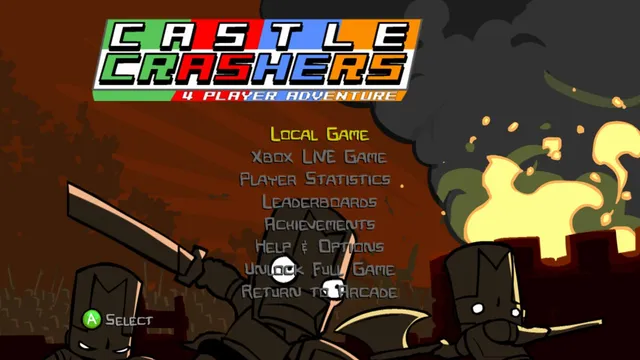 CASTLE
CRASHERS
4 PLAYER ADVENTURE
Local Game
Xbox LIVE Game
Player Statistics
Leaderboards
Achievements
Help & Options
Unlock Full Game
Return to Arcade
A Select